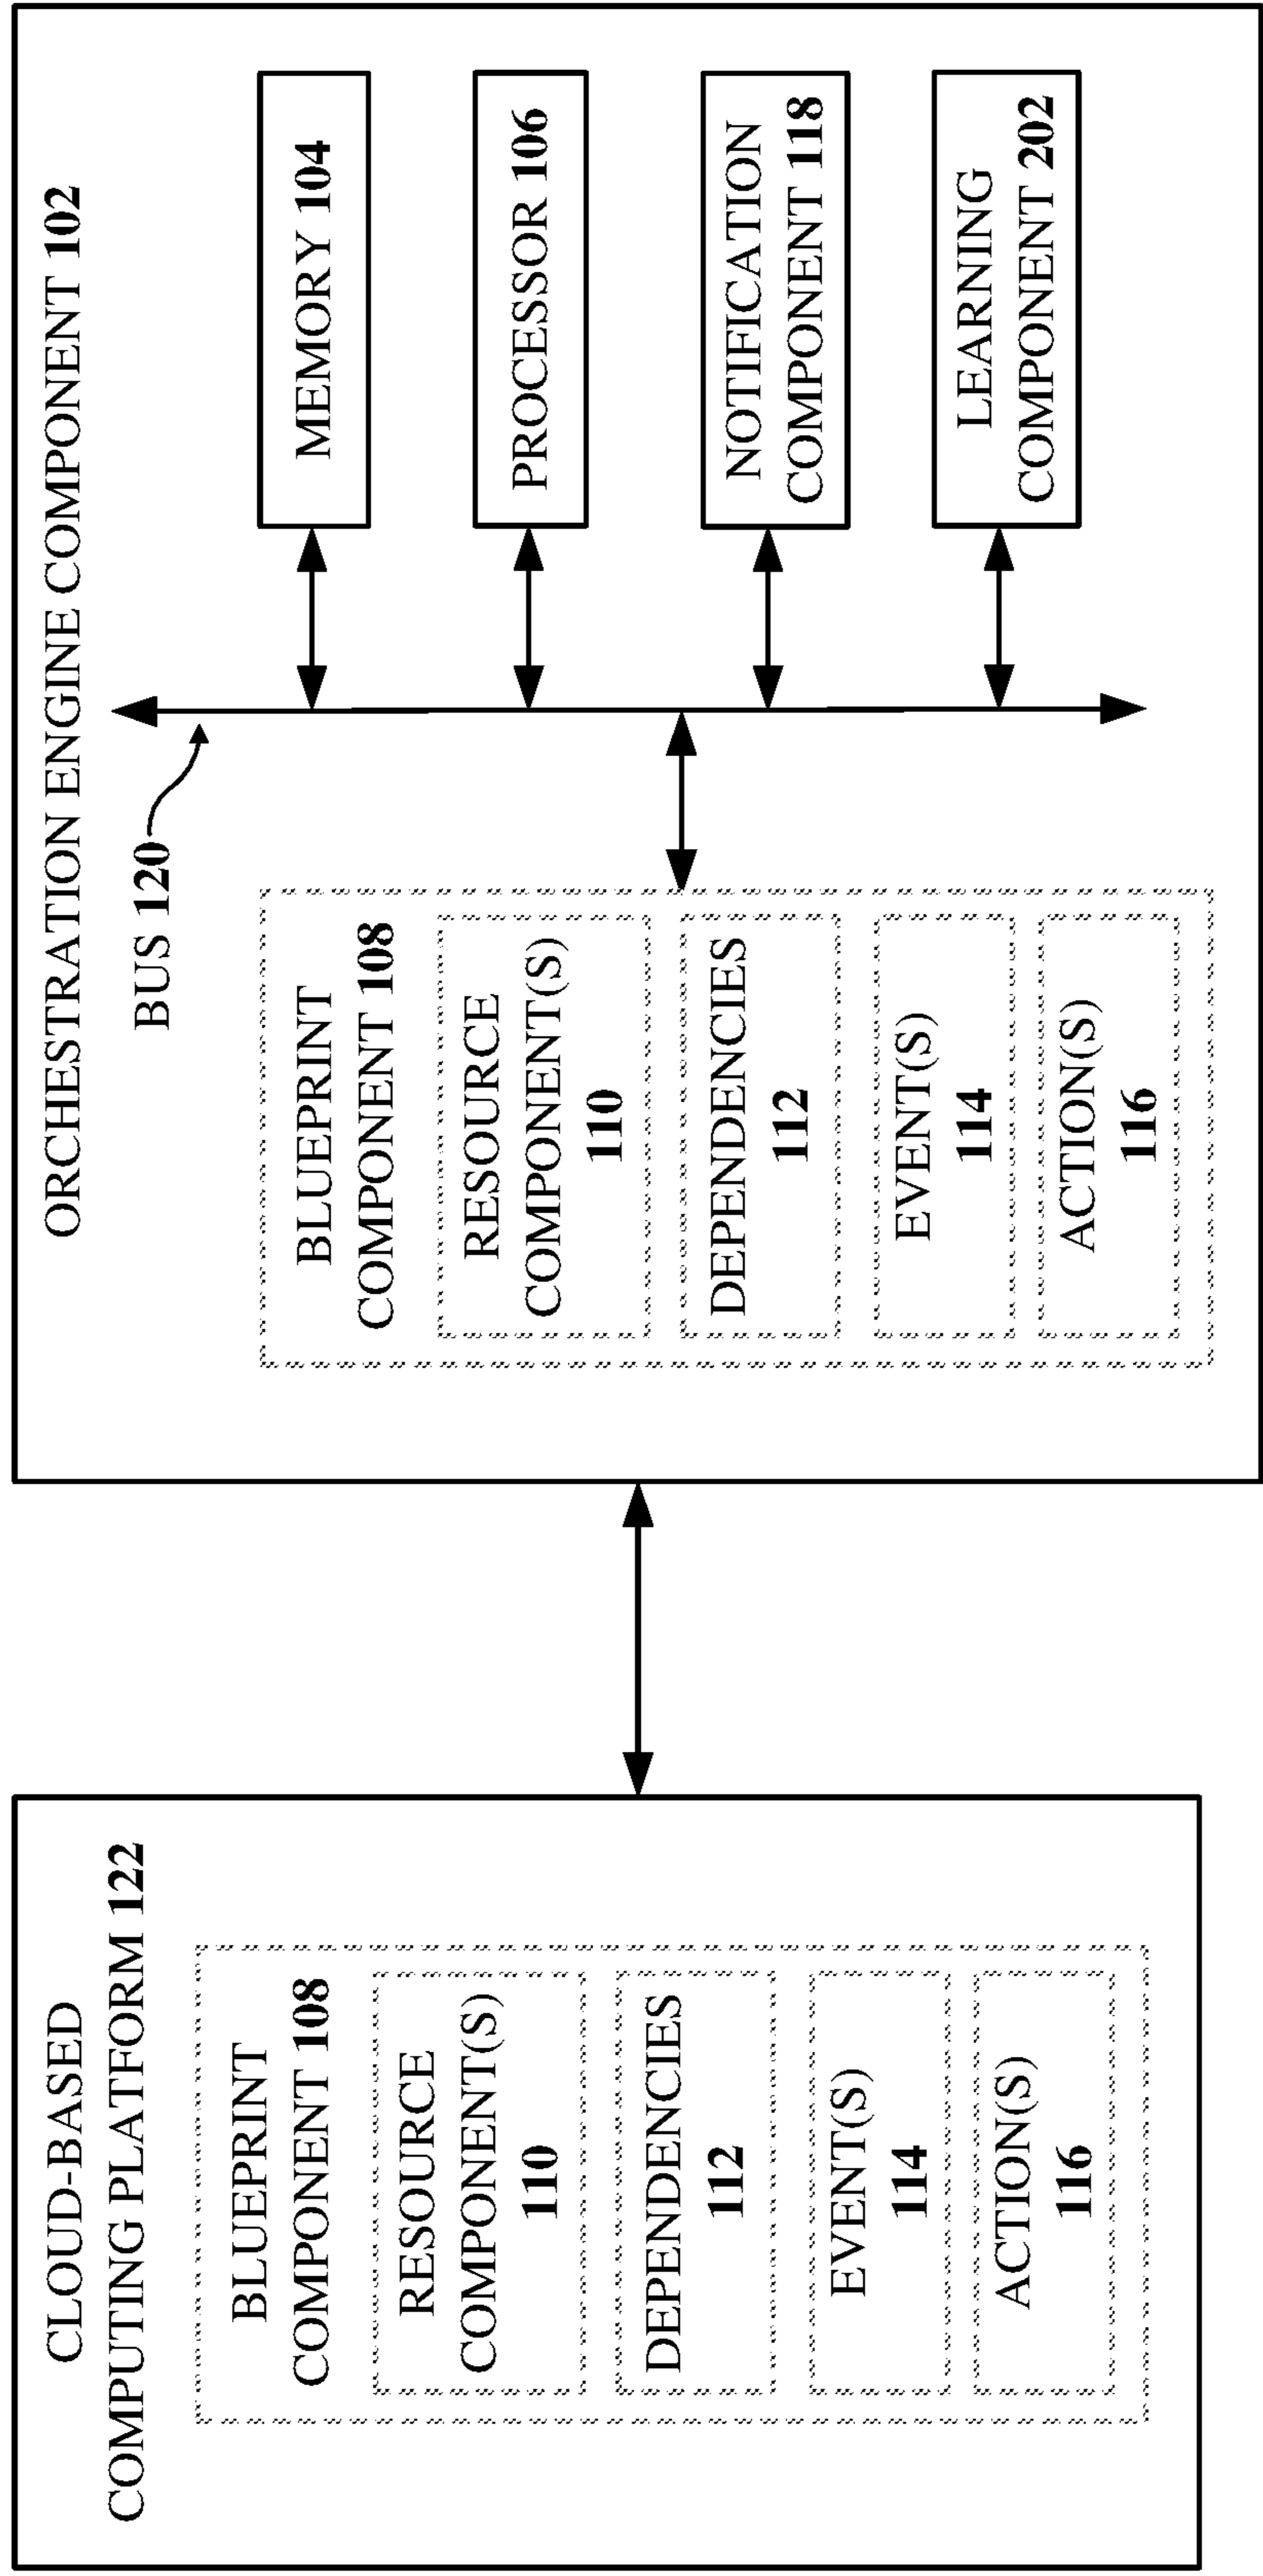 CLOUD-BASED
COMPUTING PLATFORM 122
BLUEPRINT
COMPONENT 108
RESOURCE
COMPONENT(S)
110
DEPENDENCIES
112
EVENT(S)
114
ACTION(S)
116
ORCHESTRATION ENGINE COMPONENT 102
BUS 120
BLUEPRINT
COMPONENT 108
RESOURCE
COMPONENT(S)
110
DEPENDENCIES
112
EVENT(S)
114
ACTION(S)
116
MEMORY 104
PROCESSOR 106
NOTIFICATION
COMPONENT 118
LEARNING
COMPONENT 202